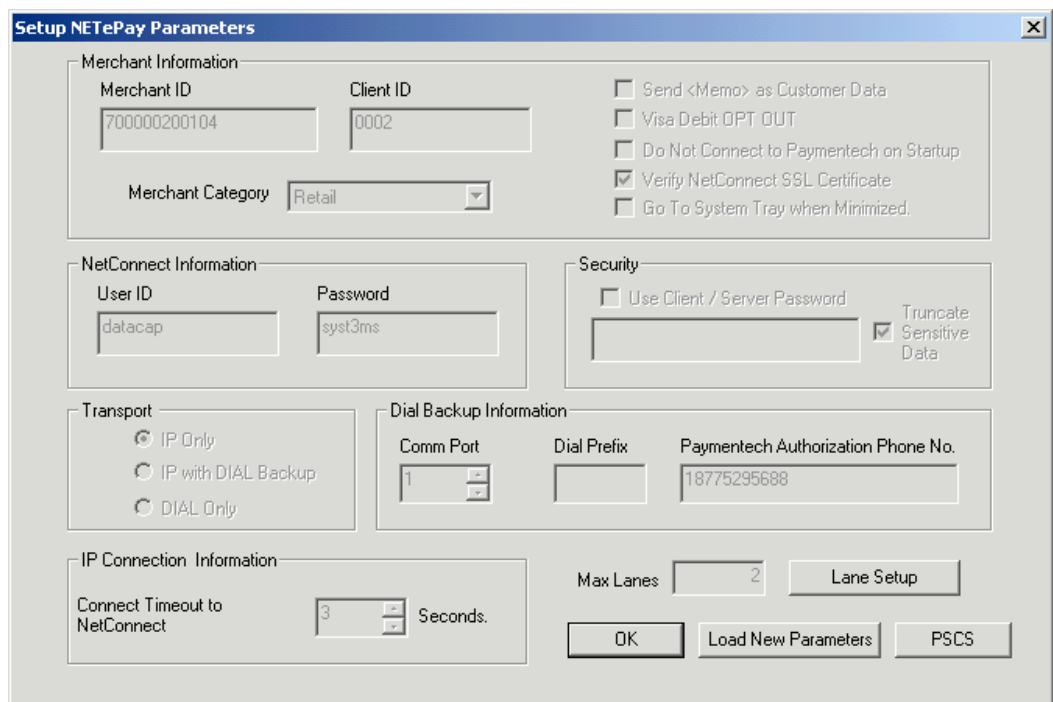 Setup NETePay Parameters
Merchant Information
Merchant ID
Client ID
700000200104
0002
Merchant Category
Retail
Send <Memo> as Customer Data
Visa Debit OPT OUT
Do Not Connect to Paymentech on Startup
Verify NetConnect SSL Certificate
Go To System Tray when Minimized.
NetConnect Information
User ID
Password
datacap
syst3ms
Security
Use Client / Server Password
Truncate
Sensitive
Data
Transport
IP Only
IP with DIAL Backup
DIAL Only
Dial Backup Information
Comm Port
Dial Prefix
Paymentech Authorization Phone No.
1
18775295688
IP Connection Information
Connect Timeout to
NetConnect
3
Seconds.
Max Lanes
2
Lane Setup
OK
Load New Parameters
PSCS